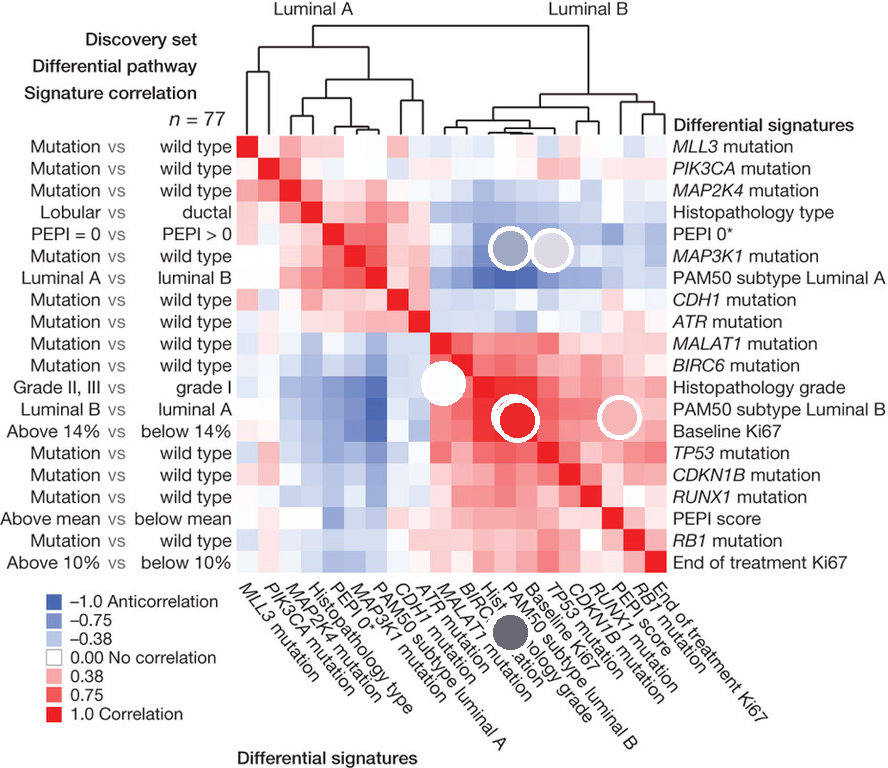 Luminal A
Luminal B
Discovery set
Differential pathway
Signature correlation
n = 77
Differential signatures
Mutation vs wild type MLL3 mutation
Mutation vs wild type PIK3CA mutation
Mutation vs wild type MAP2K4 mutation
Lobular vs ductal Histopathology type
PEPI = 0 vs PEPI > 0 PEPI 0*
Mutation vs wild type MAP3K1 mutation
Luminal A vs luminal B PAM50 subtype Luminal A
Mutation vs wild type CDH1 mutation
Mutation vs wild type ATR mutation
Mutation vs wild type MALAT1 mutation
Mutation vs wild type BIRC6 mutation
Grade II, III vs grade I Histopathology grade
Luminal B vs luminal A PAM50 subtype Luminal B
Above 14% vs below 14% Baseline Ki67
Mutation vs wild type TP53 mutation
Mutation vs wild type CDKN1B mutation
Mutation vs wild type RUNX1 mutation
Above mean vs below mean PEPI score
Mutation vs wild type RB1 mutation
Above 10% vs below 10% End of treatment Ki67
–1.0 Anticorrelation
–0.75
–0.38
0.00 No correlation
0.38
0.75
1.0 Correlation
MLL3 mutation
PIK3CA mutation
MAP2K4 mutation
Histopathology type
PEPI 0*
MAP3K1 mutation
PAM50 subtype luminal A
CDH1 mutation
ATR mutation
MALAT1 mutation
grade
PAM50 subtype luminal B
Baseline Ki67
TP53 mutation
CDKN1B mutation
RUNX1 mutation
PEPI score
RB1 mutation
End of treatment Ki67
Differential signatures